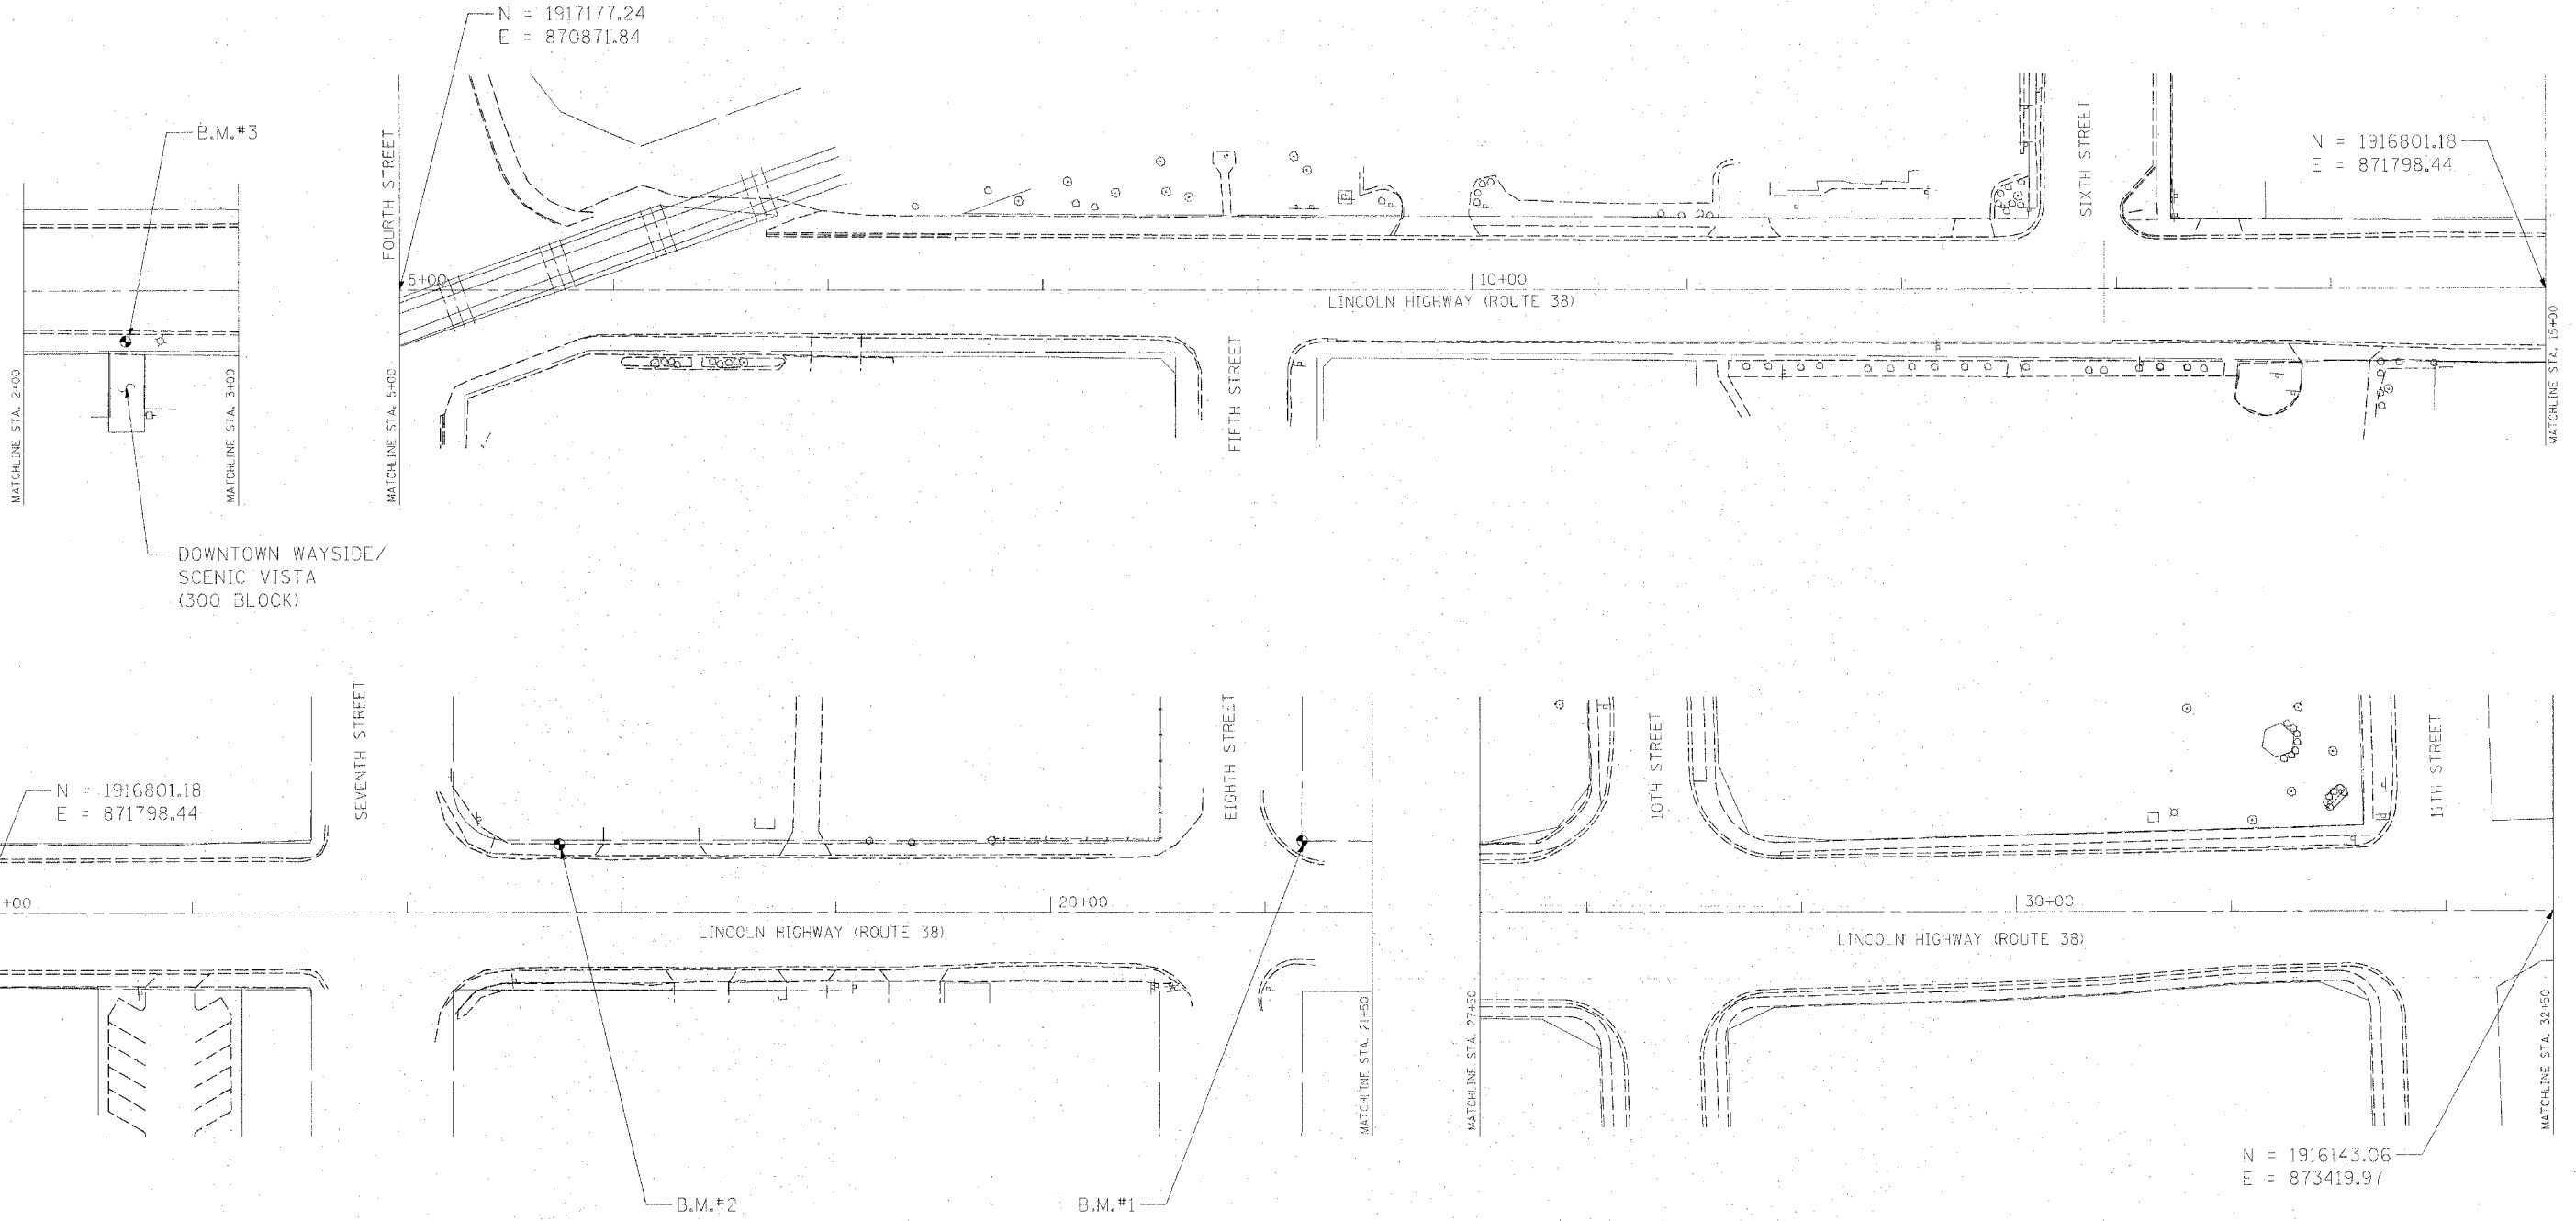 N = 1917177.24
E = 870871.84
B.M.#3
FOURTH STREET
SIXTH STREET
N = 1916801.18
E = 871798.44
5+00
10+00
LINCOLN HIGHWAY (ROUTE 38)
FIFTH STREET
MATCHLINE STA. 2+00
MATCHLINE STA. 3+00
MATCHLINE STA. 5+00
MATCHLINE STA. 15+00
DOWNTOWN WAYSIDE/
SCENIC VISTA
(300 BLOCK)
SEVENTH STREET
EIGHTH STREET
10TH STREET
11TH STREET
N = 1916801.18
E = 871798.44
+00
20+00
30+00
LINCOLN HIGHWAY (ROUTE 38)
LINCOLN HIGHWAY (ROUTE 38)
MATCHLINE STA. 21+50
MATCHLINE STA. 27+50
MATCHLINE STA. 32+50
N = 1916143.06
E = 873419.97
B.M.#2
B.M.#1